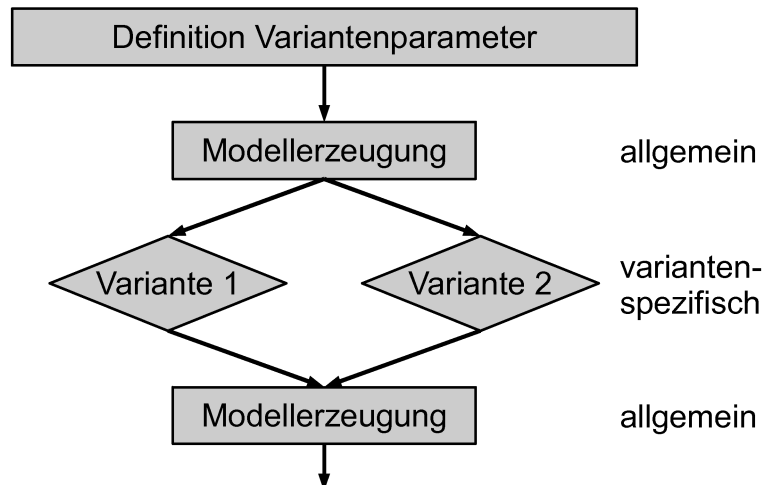 Definition Variantenparameter
Modellerzeugung
allgemein
Variante 1
Variante 2
varianten-
spezifisch
Modellerzeugung
allgemein